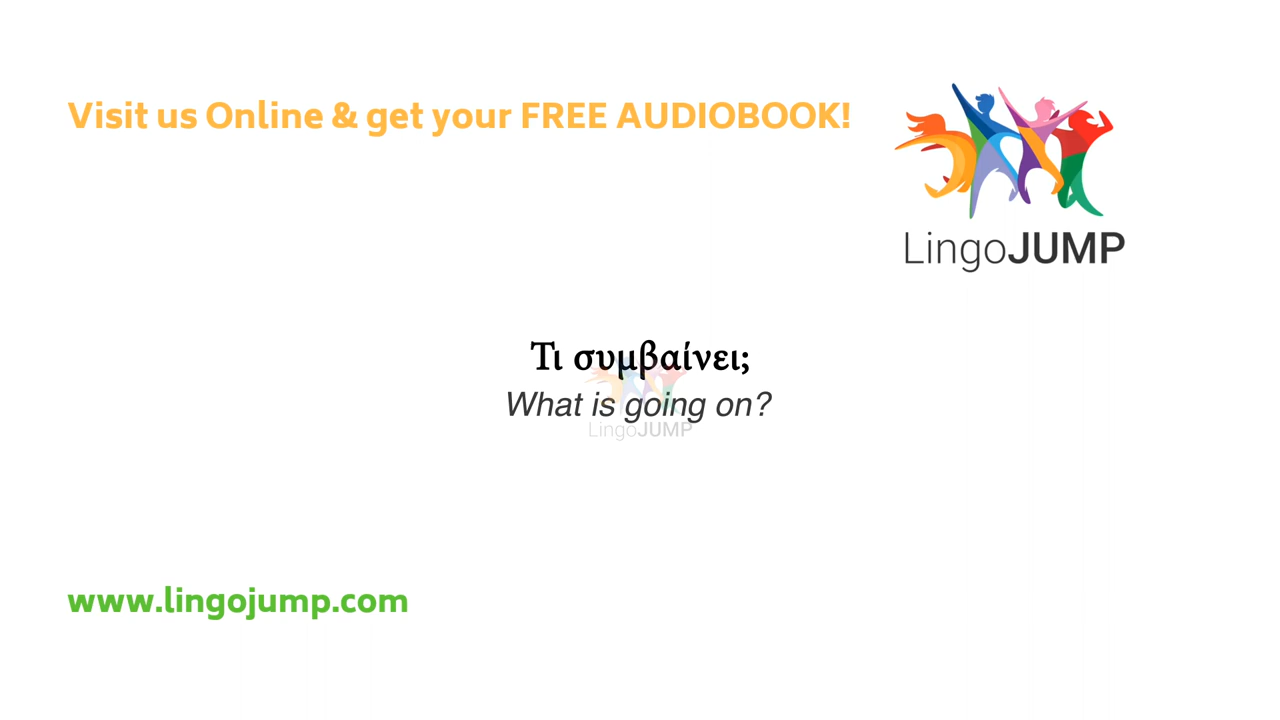 Visit us Online & get your FREE AUDIOBOOK!
LingoJUMP
Τι συμβαίνει;
What is going on?
LingoJUMP
www.lingojump.com